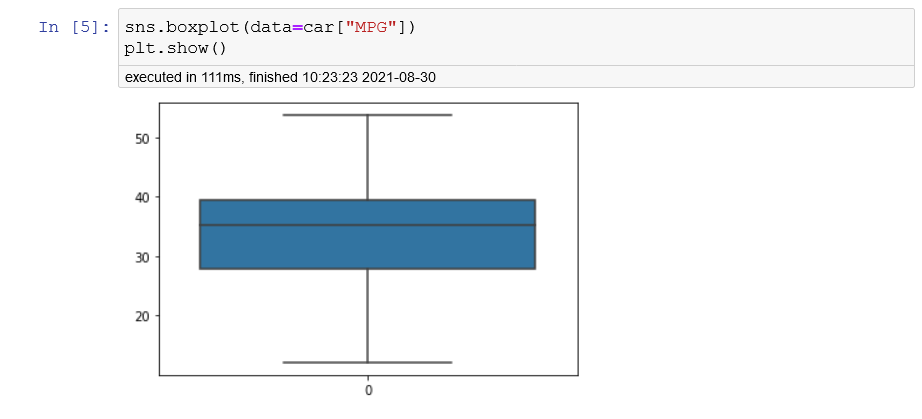 In [5]: sns.boxplot(data=car["MPG"])
plt.show()
executed in 111ms, finished 10:23:23 2021-08-30
50
40
30
20
0